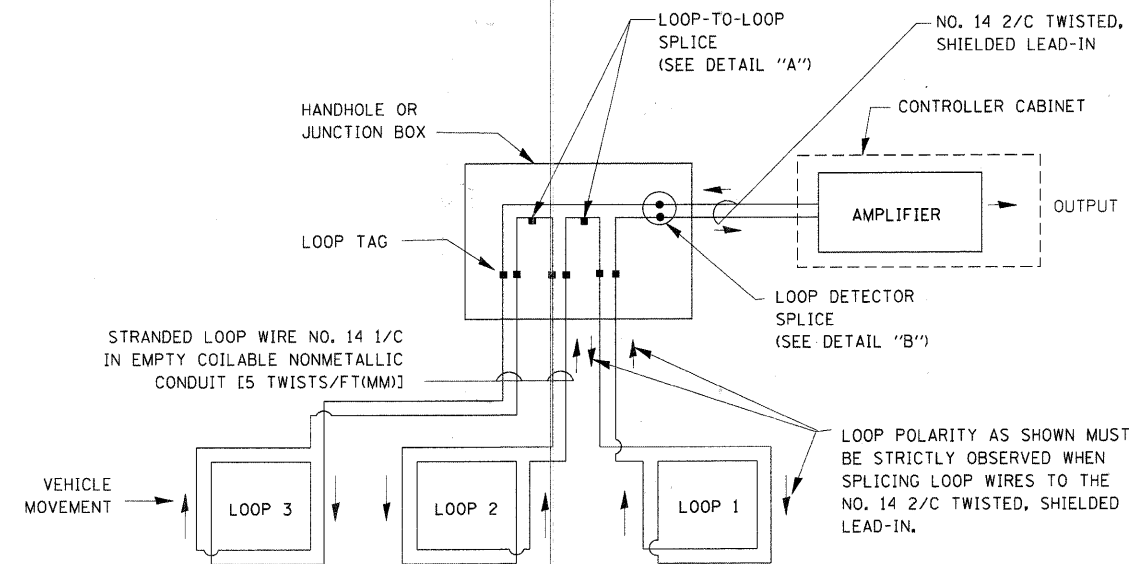 LOOP-TO-LOOP
SPLICE
(SEE DETAIL "A")
NO. 14 2/C TWISTED,
SHIELDED LEAD-IN
HANDHOLE OR
JUNCTION BOX
CONTROLLER CABINET
AMPLIFIER
OUTPUT
LOOP TAG
LOOP DETECTOR
SPLICE
(SEE DETAIL "B")
STRANDED LOOP WIRE NO. 14 1/C
IN EMPTY COILABLE NONMETALLIC
CONDUIT [5 TWISTS/FT(MM)]
LOOP POLARITY AS SHOWN MUST
BE STRICTLY OBSERVED WHEN
SPLICING LOOP WIRES TO THE
NO. 14 2/C TWISTED, SHIELDED
LEAD-IN.
VEHICLE
MOVEMENT
LOOP 3
LOOP 2
LOOP 1